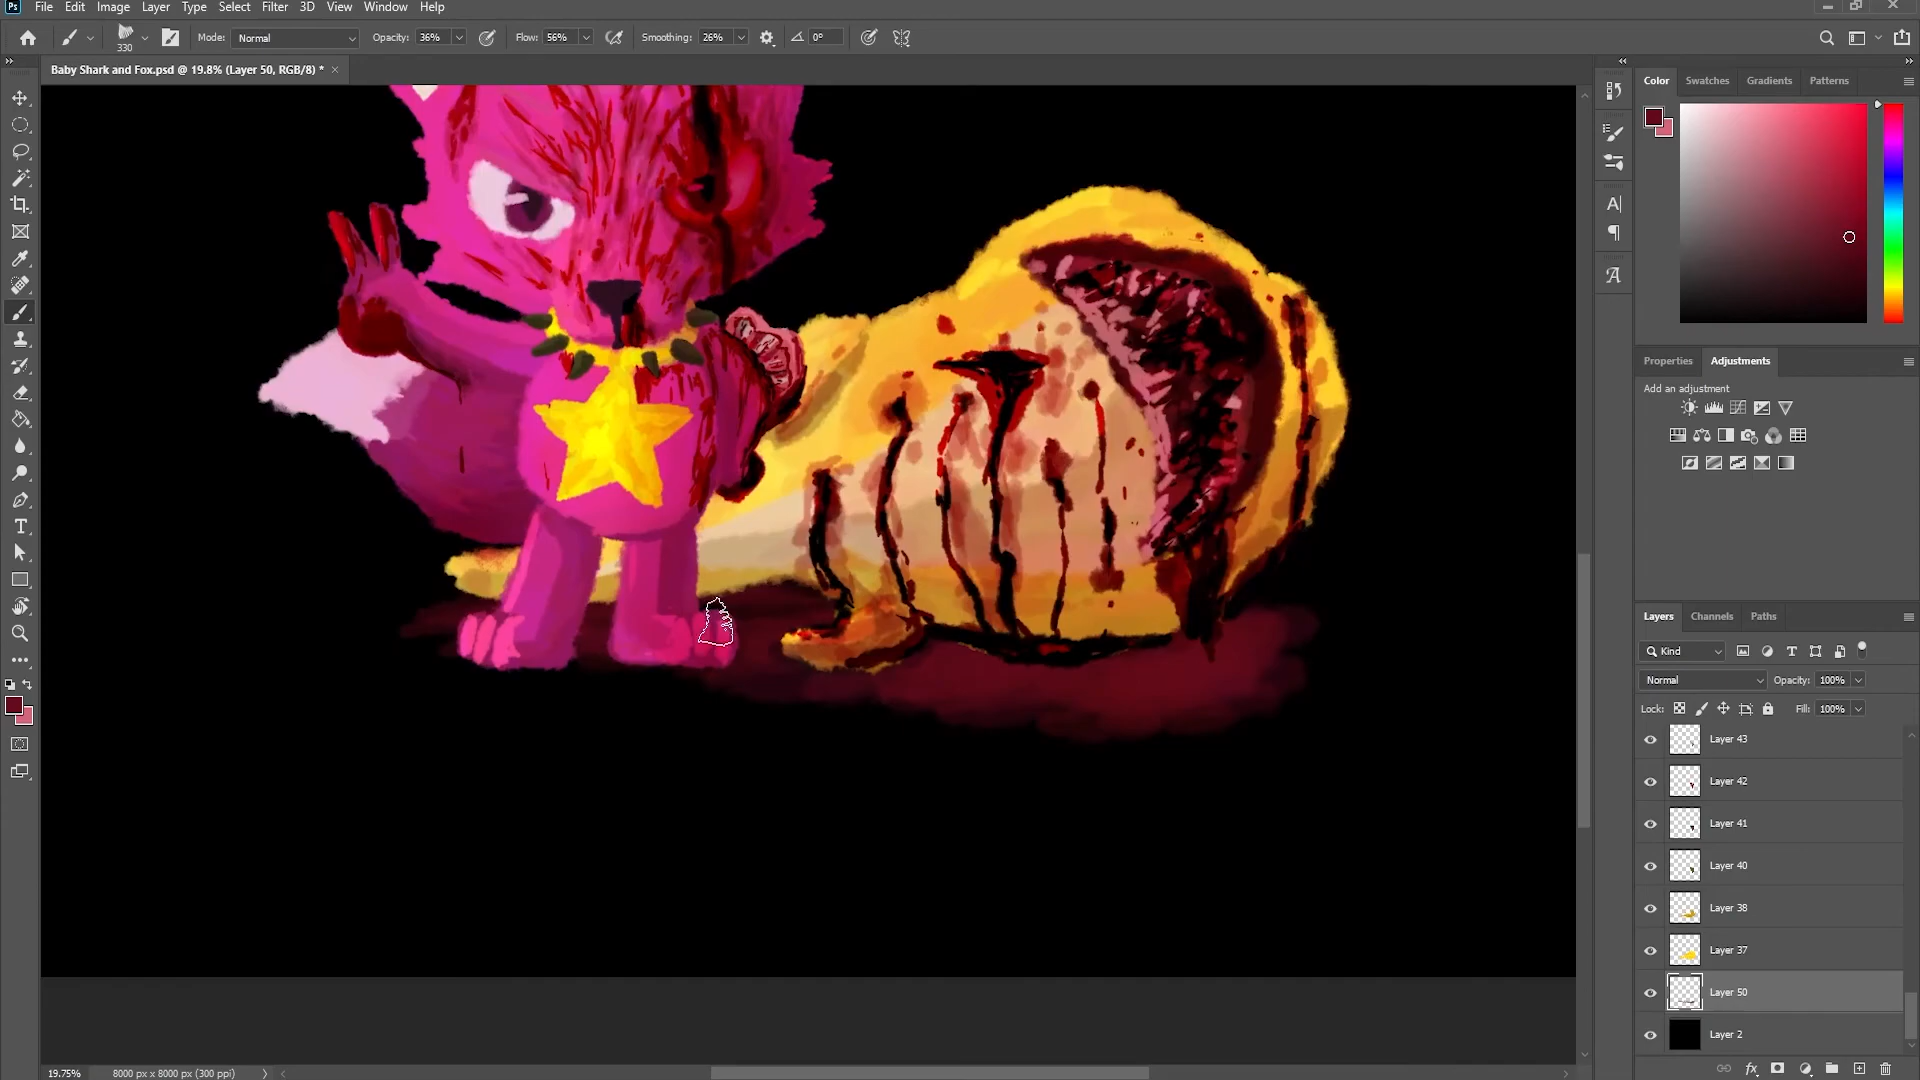 Ps File Edit Image Layer Type Select Filter 3D View Window Help
330 Mode: Normal Opacity: 36% Flow: 56% Smoothing: 26% 0°
Baby Shark and Fox.psd @ 19.8% (Layer 50, RGB/8) *
Color Swatches Gradients Patterns
Properties Adjustments
Add an adjustment
Layers Channels Paths
Kind
Normal Opacity: 100%
Lock: Fill: 100%
Layer 43
Layer 42
Layer 41
Layer 40
Layer 38
Layer 37
Layer 50
Layer 2
19.75% 8000 px x 8000 px (300 ppi)